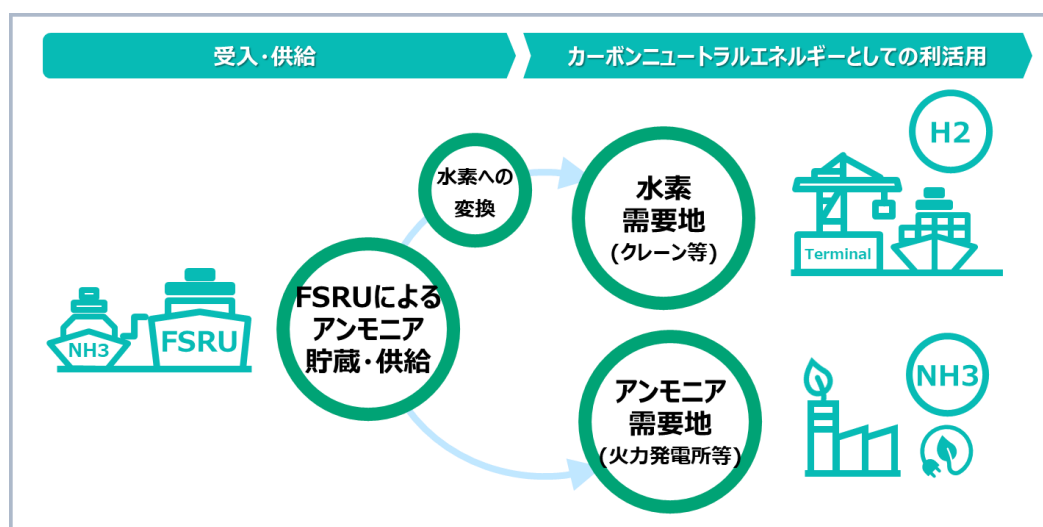 受入・供給
カーボンニュートラルエネルギーとしての利活用
NH3
FSRU
FSRUによる
アンモニア
貯蔵・供給
水素への
変換
水素
需要地
(クレーン等)
H2
Terminal
アンモニア
需要地
(火力発電所等)
NH3